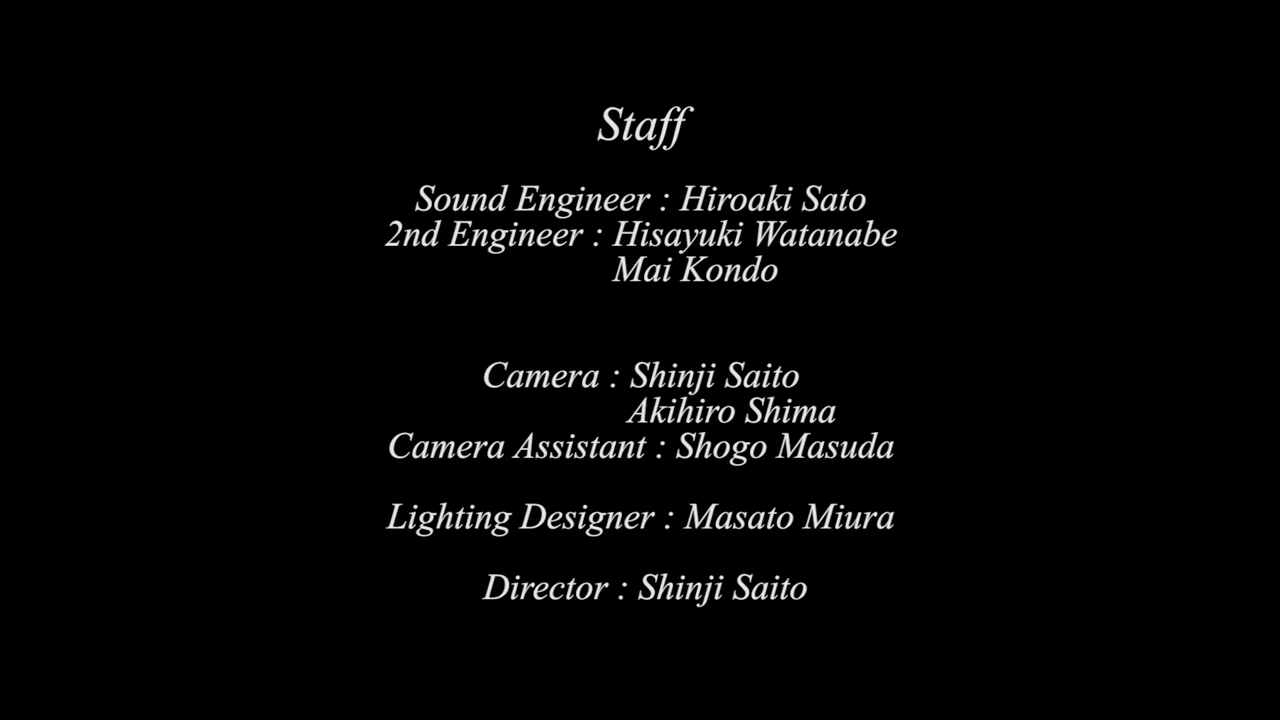 Staff
Sound Engineer : Hiroaki Sato
2nd Engineer : Hisayuki Watanabe
Mai Kondo
Camera : Shinji Saito
Akihiro Shima
Camera Assistant : Shogo Masuda
Lighting Designer : Masato Miura
Director : Shinji Saito